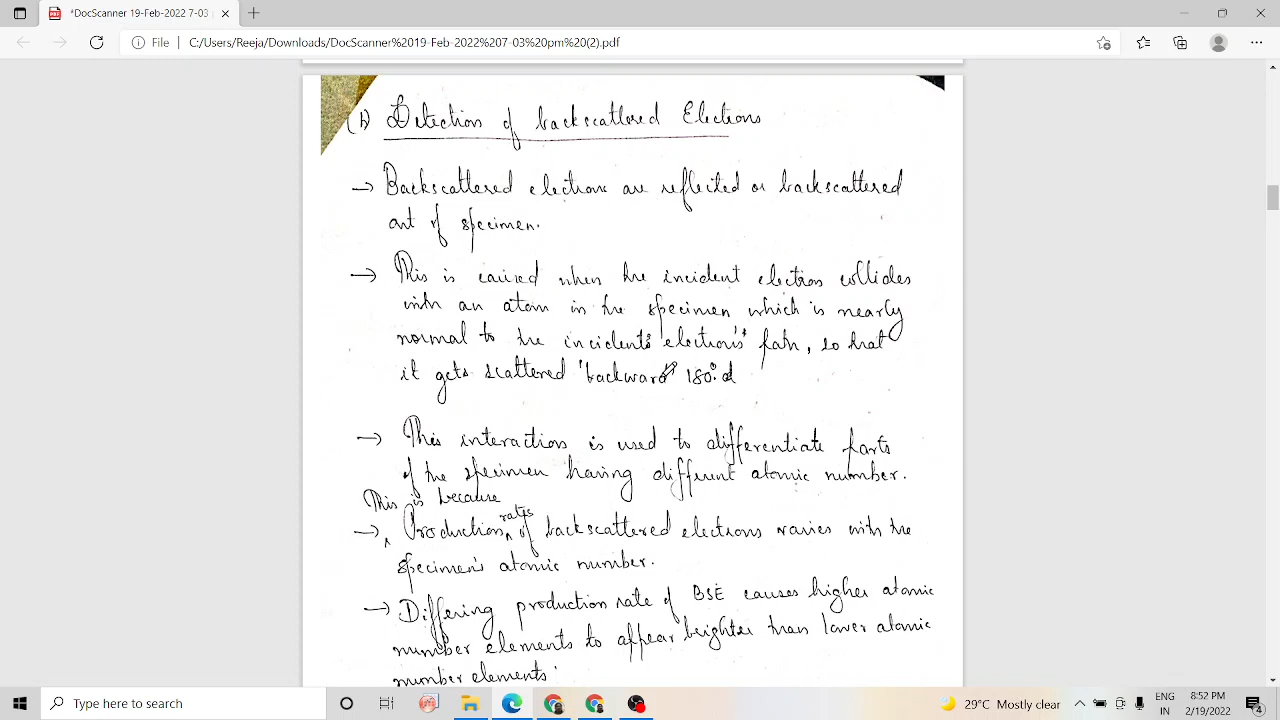 *DocScanner 19-Feb-2022 7-03
File
C:/Users/Reeja/Downloads/DocScanner%2019-Feb-2022%207-03%20pm%20(2).pdf
Detection of backscattered Electrons
→ Backscattered electrons are reflected or backscattered
out of specimen.
→ This is caused when the incident electron collides
with an atom in the specimen which is nearly
normal to the incident's electron's path, so that
it gets scattered "backward" 180°
→ This interaction is used to differentiate parts
of the specimen having different atomic number.
This is because
→ Production rates of backscattered electrons varies with the
specimen's atomic number.
→ Differing production rate of BSE causes higher atomic
number elements to appear brighter than lower atomic
number elements.
Type here to search
29°C Mostly clear
ENG
IN
8:52 PM
2/19/2022
4